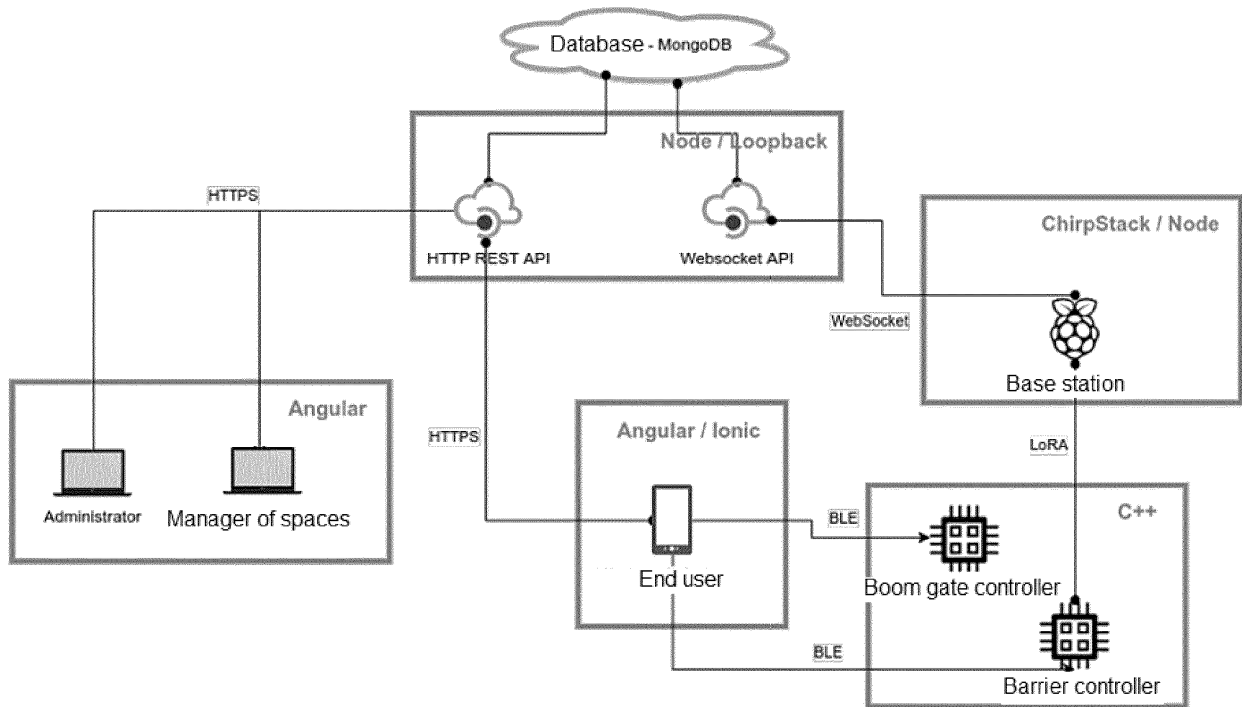 Database - MongoDB
Node / Loopback
HTTPS
HTTP REST API
Websocket API
ChirpStack / Node
WebSocket
Base station
Angular
Administrator
Manager of spaces
HTTPS
Angular / Ionic
End user
LoRA
BLE
C++
Boom gate controller
BLE
Barrier controller